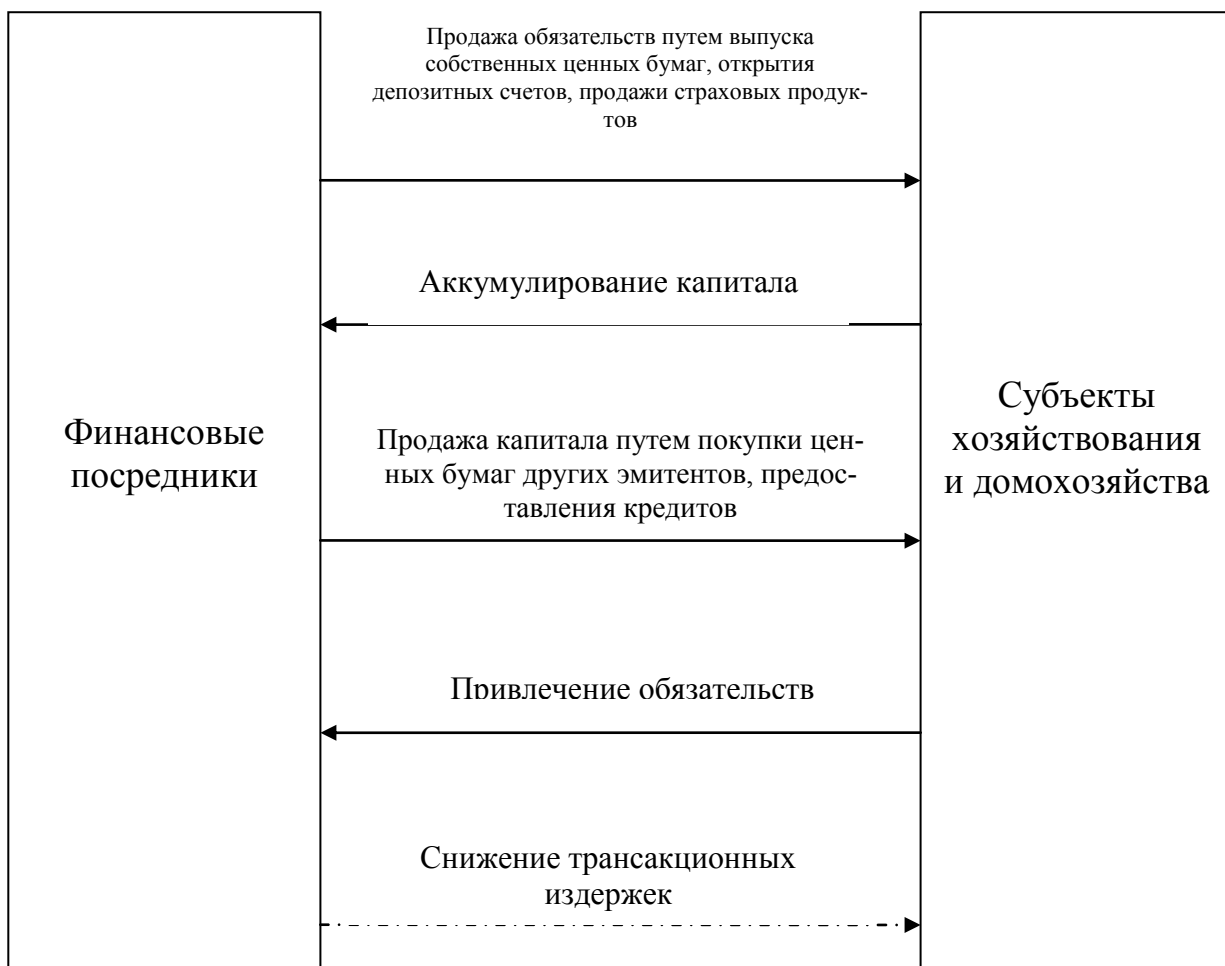 Продажа обязательств путем выпуска
собственных ценных бумаг, открытия
депозитных счетов, продажи страховых продук-
тов
Аккумулирование капитала
Финансовые
посредники
Продажа капитала путем покупки цен-
ных бумаг других эмитентов, предос-
тавления кредитов
Субъекты
хозяйствования
и домохозяйства
Привлечение обязательств
Снижение трансакционных
издержек